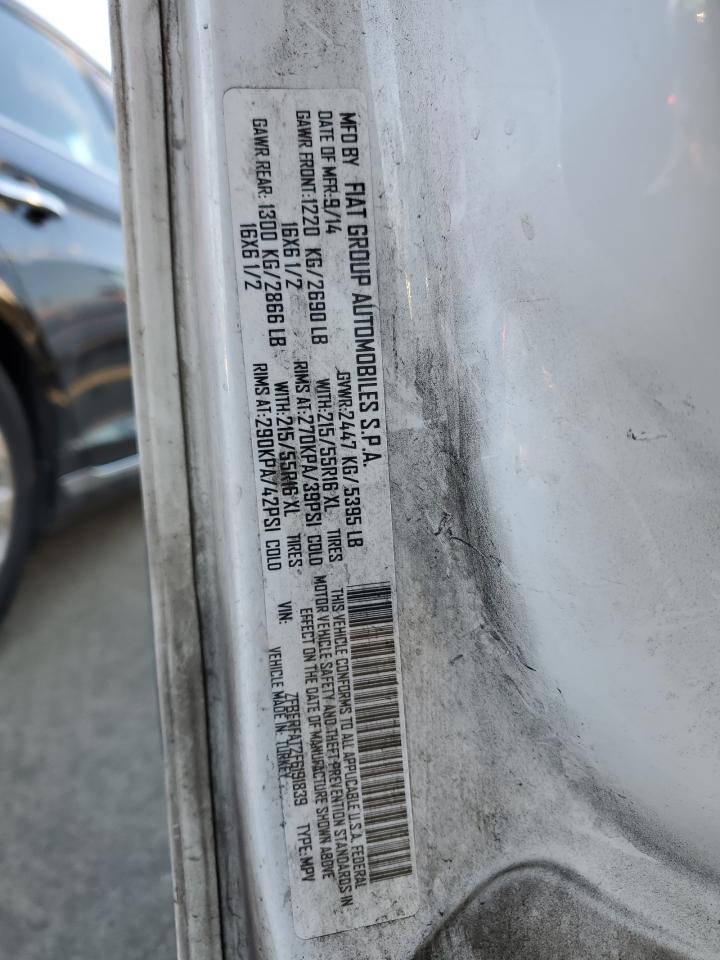 MFD BY FIAT GROUP AUTOMOBILES S.P.A.
DATE OF MFR:9/14 GVWR:2447 KG/5395 LB
GAWR FRONT:1220 KG/2690 LB WITH:215/55R16 XL TIRES
16X6 1/2 RIMS AT:270KPA/39PSI COLD
GAWR REAR: 1300 KG/2866 LB WITH:215/55R16 XL TIRES
16X6 1/2 RIMS AT:290KPA/42PSI COLD
THIS VEHICLE CONFORMS TO ALL APPLICABLE U.S.A. FEDERAL
MOTOR VEHICLE SAFETY AND THEFT PREVENTION STANDARDS IN
EFFECT ON THE DATE OF MANUFACTURE SHOWN ABOVE
VIN: ZFBERFAT2F6191839 TYPE:MPV
VEHICLE MADE IN: TURKEY